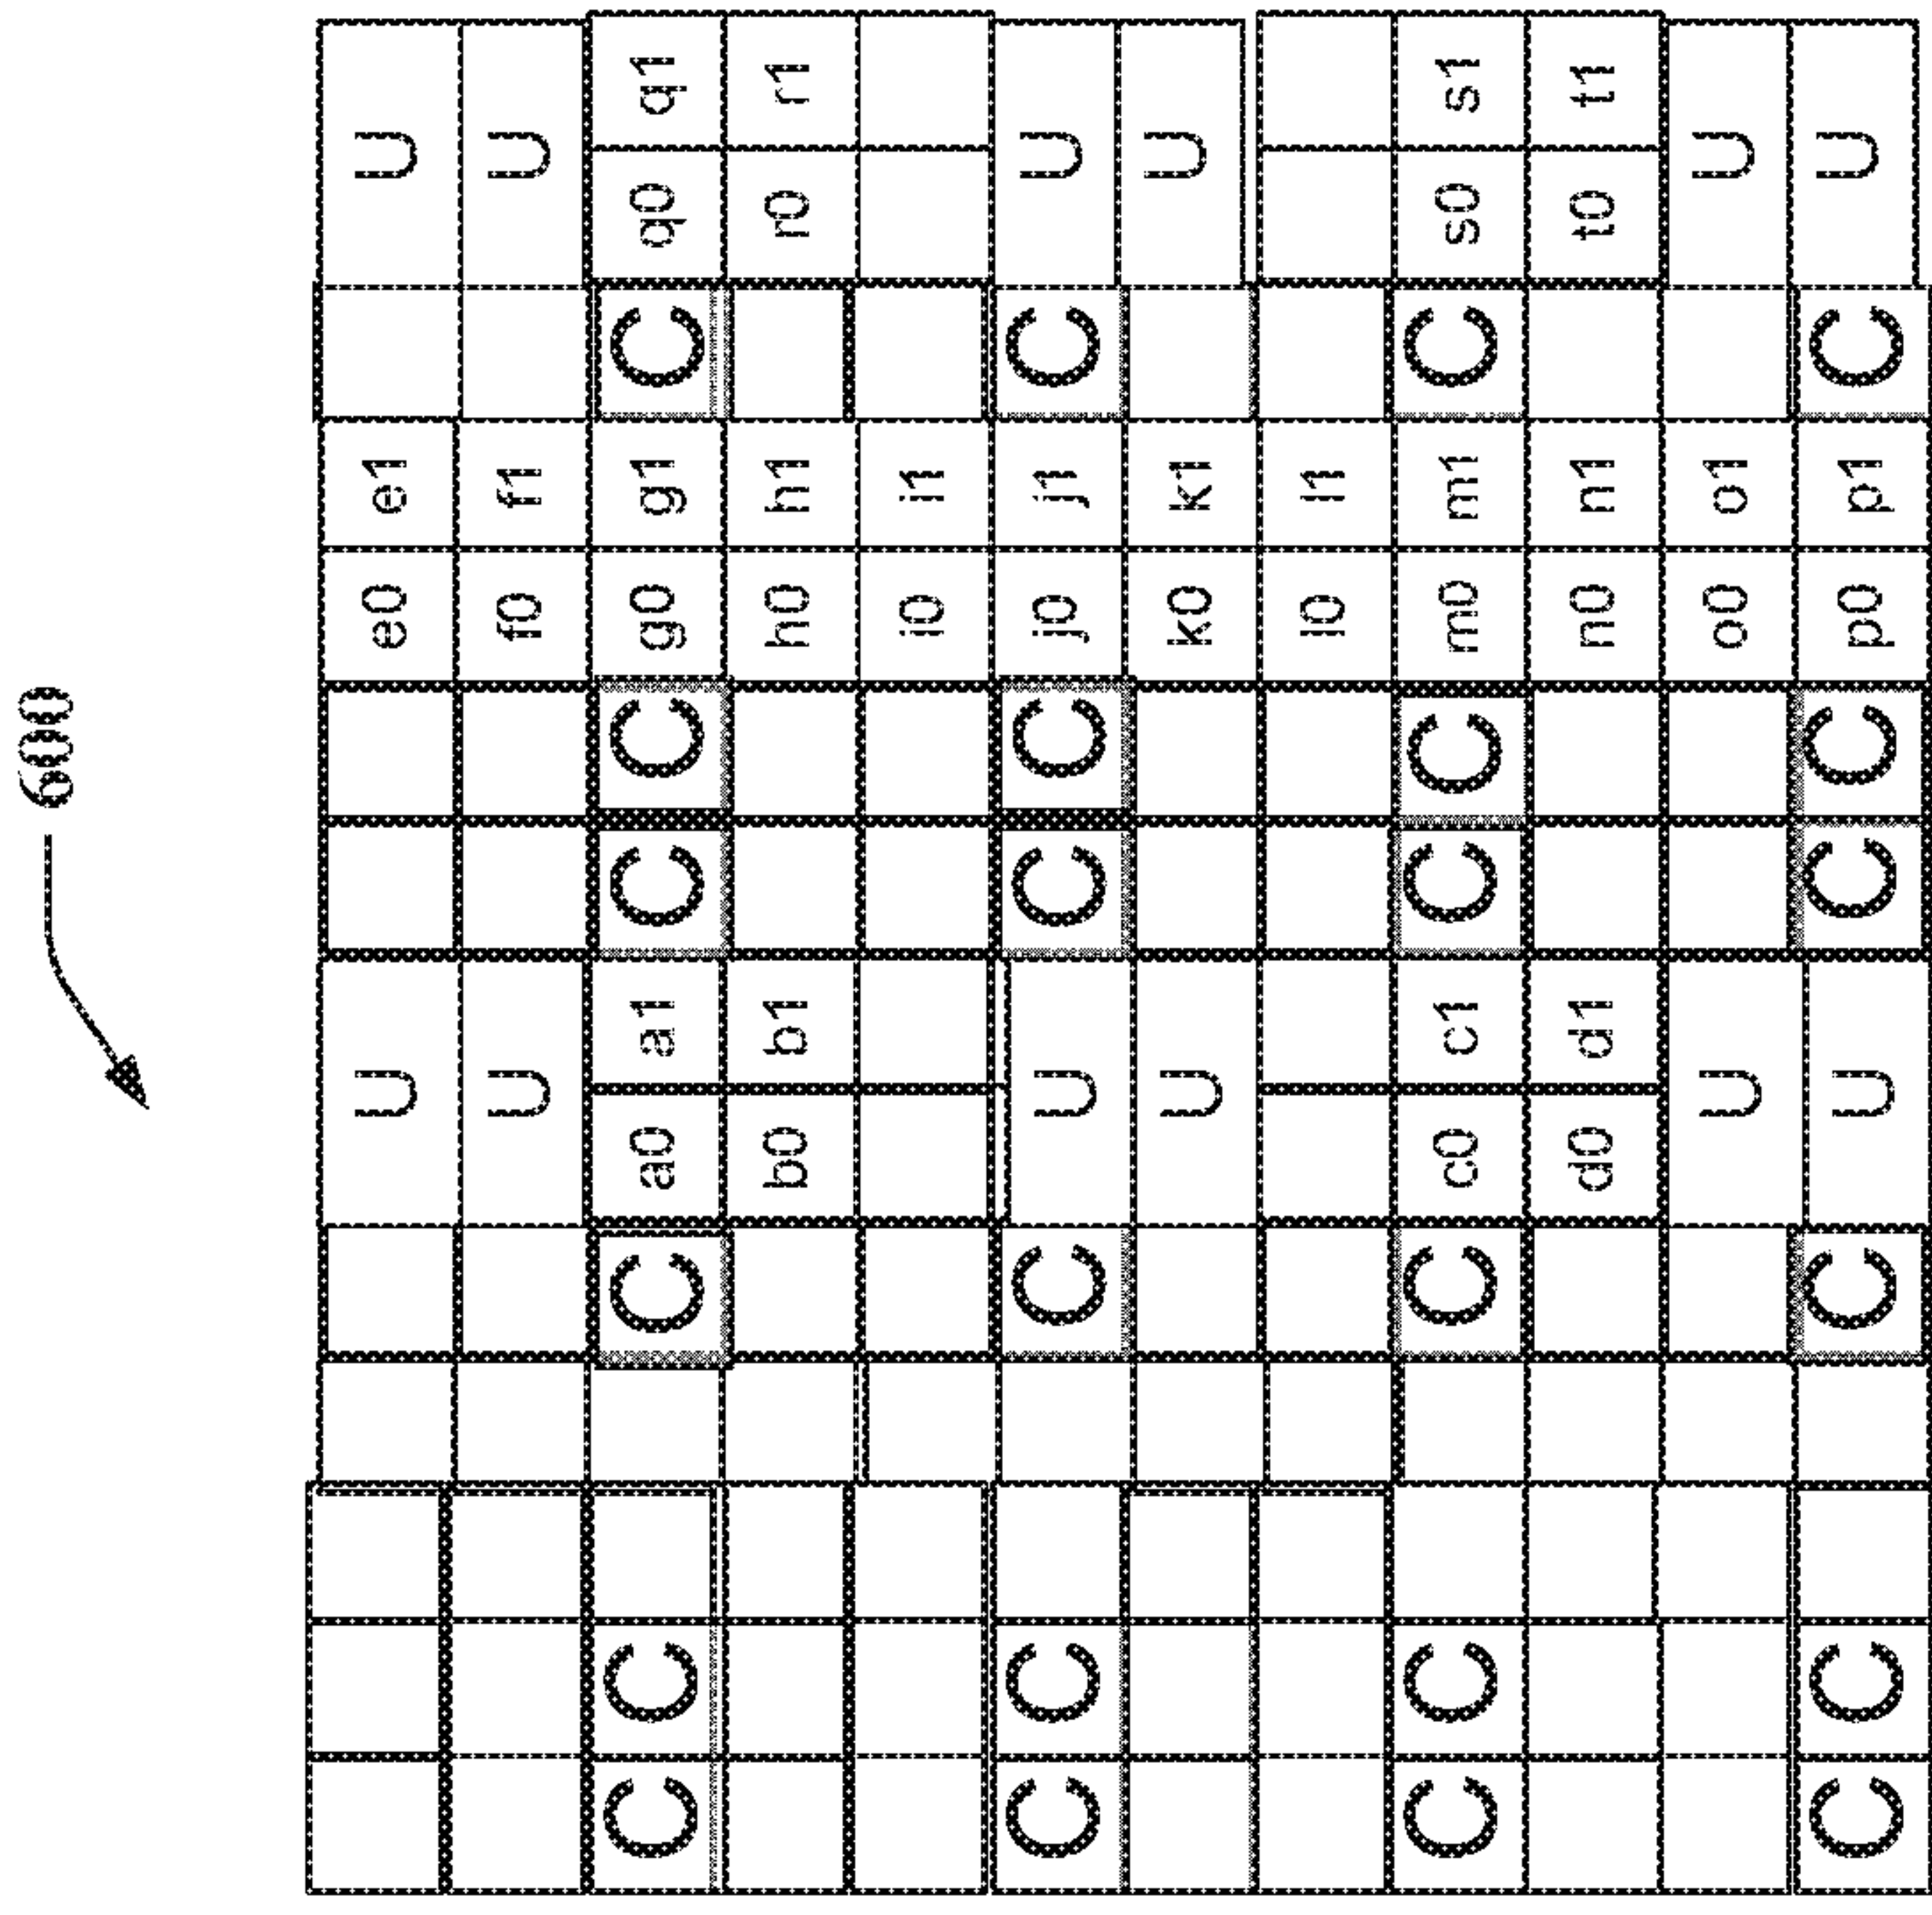 600
U e0 e1 U
U f0 f1 U
C C C a0 a1 C C g0 g1 C q0 q1
b0 b1 h0 h1 r0 r1
i0 i1
C C C U C C j0 j1 C U
U k0 k1 U
l0 l1
C C C c0 c1 C C m0 m1 C s0 s1
d0 d1 n0 n1 t0 t1
U o0 o1 U
C C C U C C p0 p1 C U